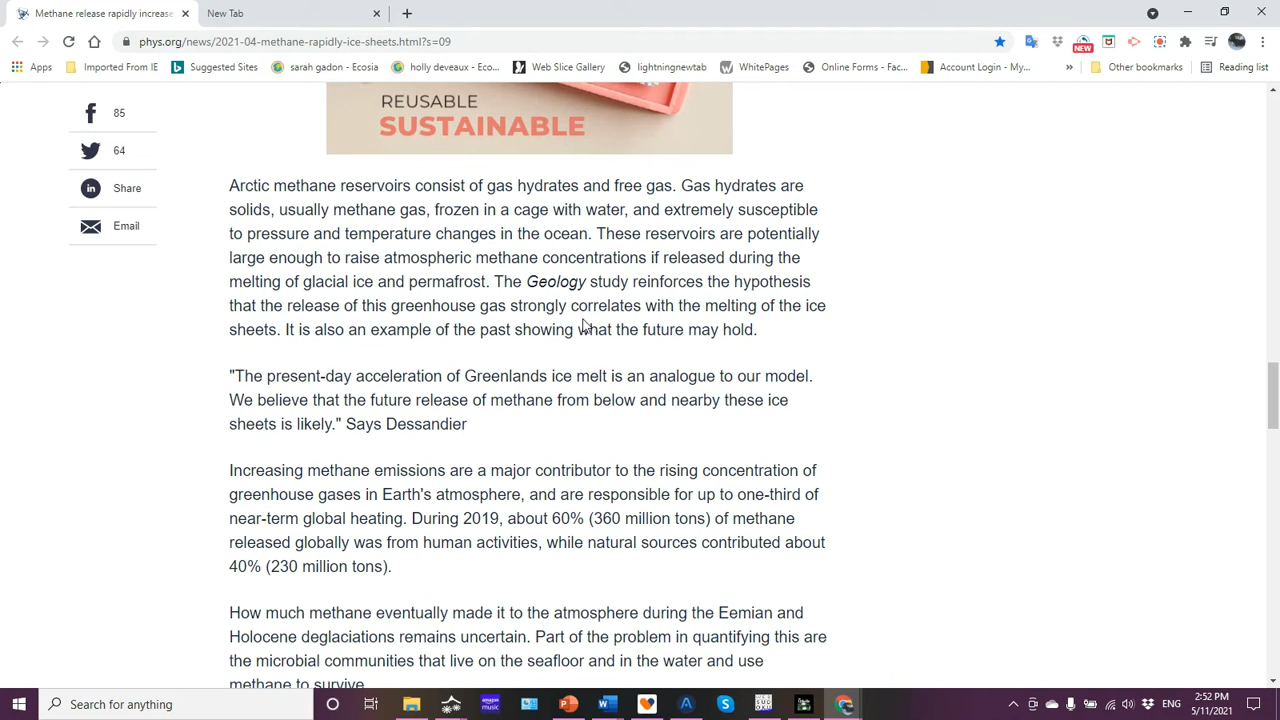 Methane release rapidly increase
New Tab
phys.org/news/2021-04-methane-rapidly-ice-sheets.html?s=09
NEW
Apps
Imported From IE
Suggested Sites
sarah gadon - Ecosia
holly deveaux - Eco...
Web Slice Gallery
lightningnewtab
WhitePages
Online Forms - Fac...
Account Login - My...
»
Other bookmarks
Reading list
REUSABLE
SUSTAINABLE
85
64
Share
Email
Arctic methane reservoirs consist of gas hydrates and free gas. Gas hydrates are
solids, usually methane gas, frozen in a cage with water, and extremely susceptible
to pressure and temperature changes in the ocean. These reservoirs are potentially
large enough to raise atmospheric methane concentrations if released during the
melting of glacial ice and permafrost. The Geology study reinforces the hypothesis
that the release of this greenhouse gas strongly correlates with the melting of the ice
sheets. It is also an example of the past showing what the future may hold.
"The present-day acceleration of Greenlands ice melt is an analogue to our model.
We believe that the future release of methane from below and nearby these ice
sheets is likely." Says Dessandier
Increasing methane emissions are a major contributor to the rising concentration of
greenhouse gases in Earth's atmosphere, and are responsible for up to one-third of
near-term global heating. During 2019, about 60% (360 million tons) of methane
released globally was from human activities, while natural sources contributed about
40% (230 million tons).
How much methane eventually made it to the atmosphere during the Eemian and
Holocene deglaciations remains uncertain. Part of the problem in quantifying this are
the microbial communities that live on the seafloor and in the water and use
methane to survive.
Search for anything
music
ENG
2:52 PM
5/11/2021